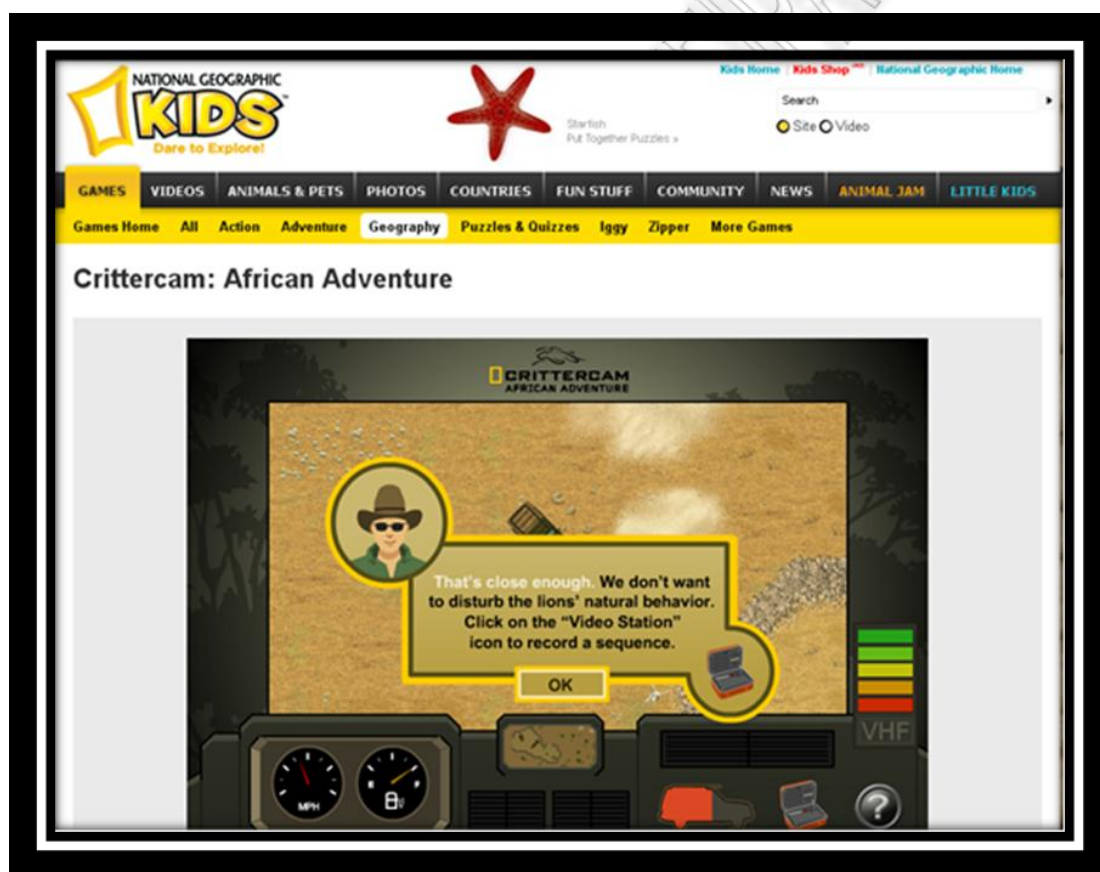 Kids Home | Kids Shop | National Geographic Home
NATIONAL GEOGRAPHIC
KIDS
Dare to Explore!
Starfish
Put Together Puzzles »
Search
Site Video
GAMES VIDEOS ANIMALS & PETS PHOTOS COUNTRIES FUN STUFF COMMUNITY NEWS ANIMAL JAM LITTLE KIDS
Games Home All Action Adventure Geography Puzzles & Quizzes Iggy Zipper More Games
Crittercam: African Adventure
CRITTERCAM
AFRICAN ADVENTURE
That's close enough. We don't want
to disturb the lions' natural behavior.
Click on the "Video Station"
icon to record a sequence.
OK
VHF
MPH
?